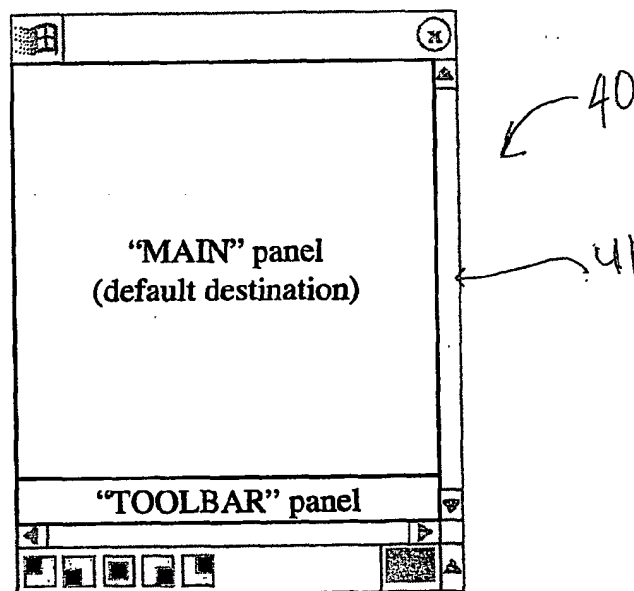 x
40
"MAIN" panel
(default destination)
41
"TOOLBAR" panel